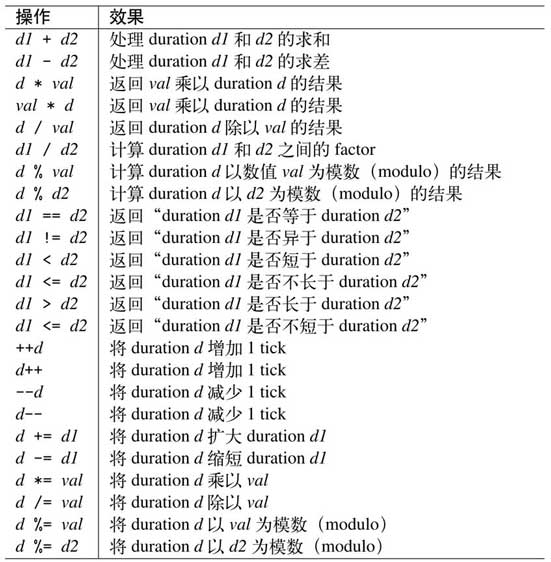 操作 效果
d1 + d2 处理 duration d1 和 d2 的求和
d1 - d2 处理 duration d1 和 d2 的求差
d * val 返回 val 乘以 duration d 的结果
val * d 返回 val 乘以 duration d 的结果
d / val 返回 duration d 除以 val 的结果
d1 / d2 计算 duration d1 和 d2 之间的 factor
d % val 计算 duration d 以数值 val 为模数（modulo）的结果
d % d2 计算 duration d 以 d2 为模数（modulo）的结果
d1 == d2 返回“duration d1 是否等于 duration d2”
d1 != d2 返回“duration d1 是否异于 duration d2”
d1 < d2 返回“duration d1 是否短于 duration d2”
d1 <= d2 返回“duration d1 是否不长于 duration d2”
d1 > d2 返回“duration d1 是否长于 duration d2”
d1 <= d2 返回“duration d1 是否不短于 duration d2”
++d 将 duration d 增加 1 tick
d++ 将 duration d 增加 1 tick
--d 将 duration d 减少 1 tick
d-- 将 duration d 减少 1 tick
d += d1 将 duration d 扩大 duration d1
d -= d1 将 duration d 缩短 duration d1
d *= val 将 duration d 乘以 val
d /= val 将 duration d 除以 val
d %= val 将 duration d 以 val 为模数（modulo）
d %= d2 将 duration d 以 d2 为模数（modulo）